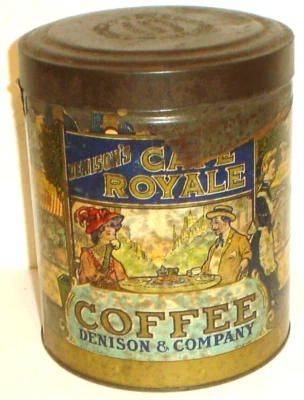 DENISON'S
CAFE
ROYALE
COFFEE
DENISON & COMPANY